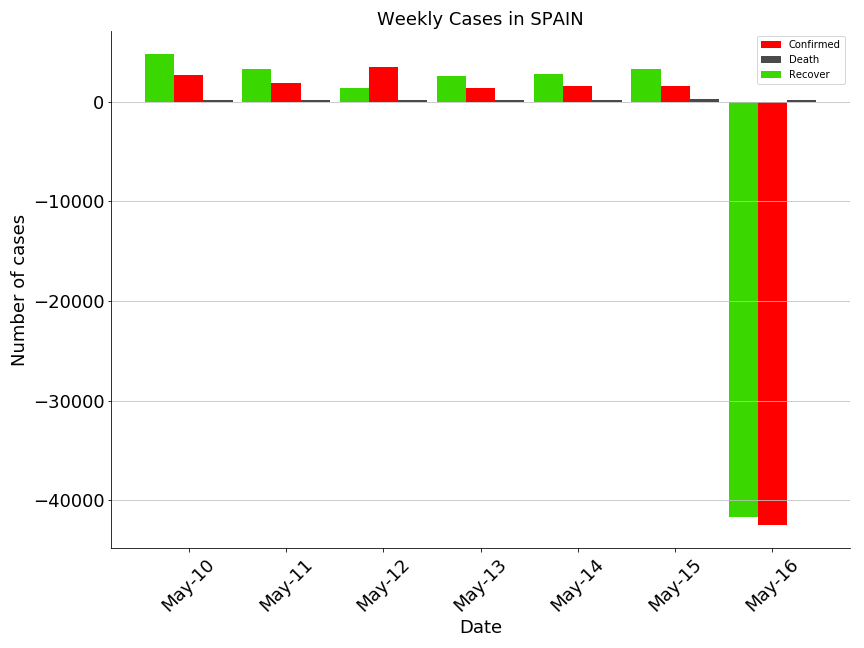 Weekly Cases in SPAIN
Confirmed
Death
Recover
Number of cases
0
−10000
−20000
−30000
−40000
May-10
May-11
May-12
May-13
May-14
May-15
May-16
Date